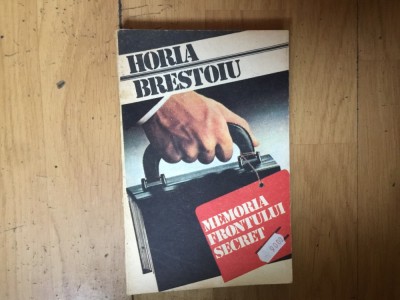 HORIA
BRESTOIU
MEMORIA
FRONTULUI
SECRET